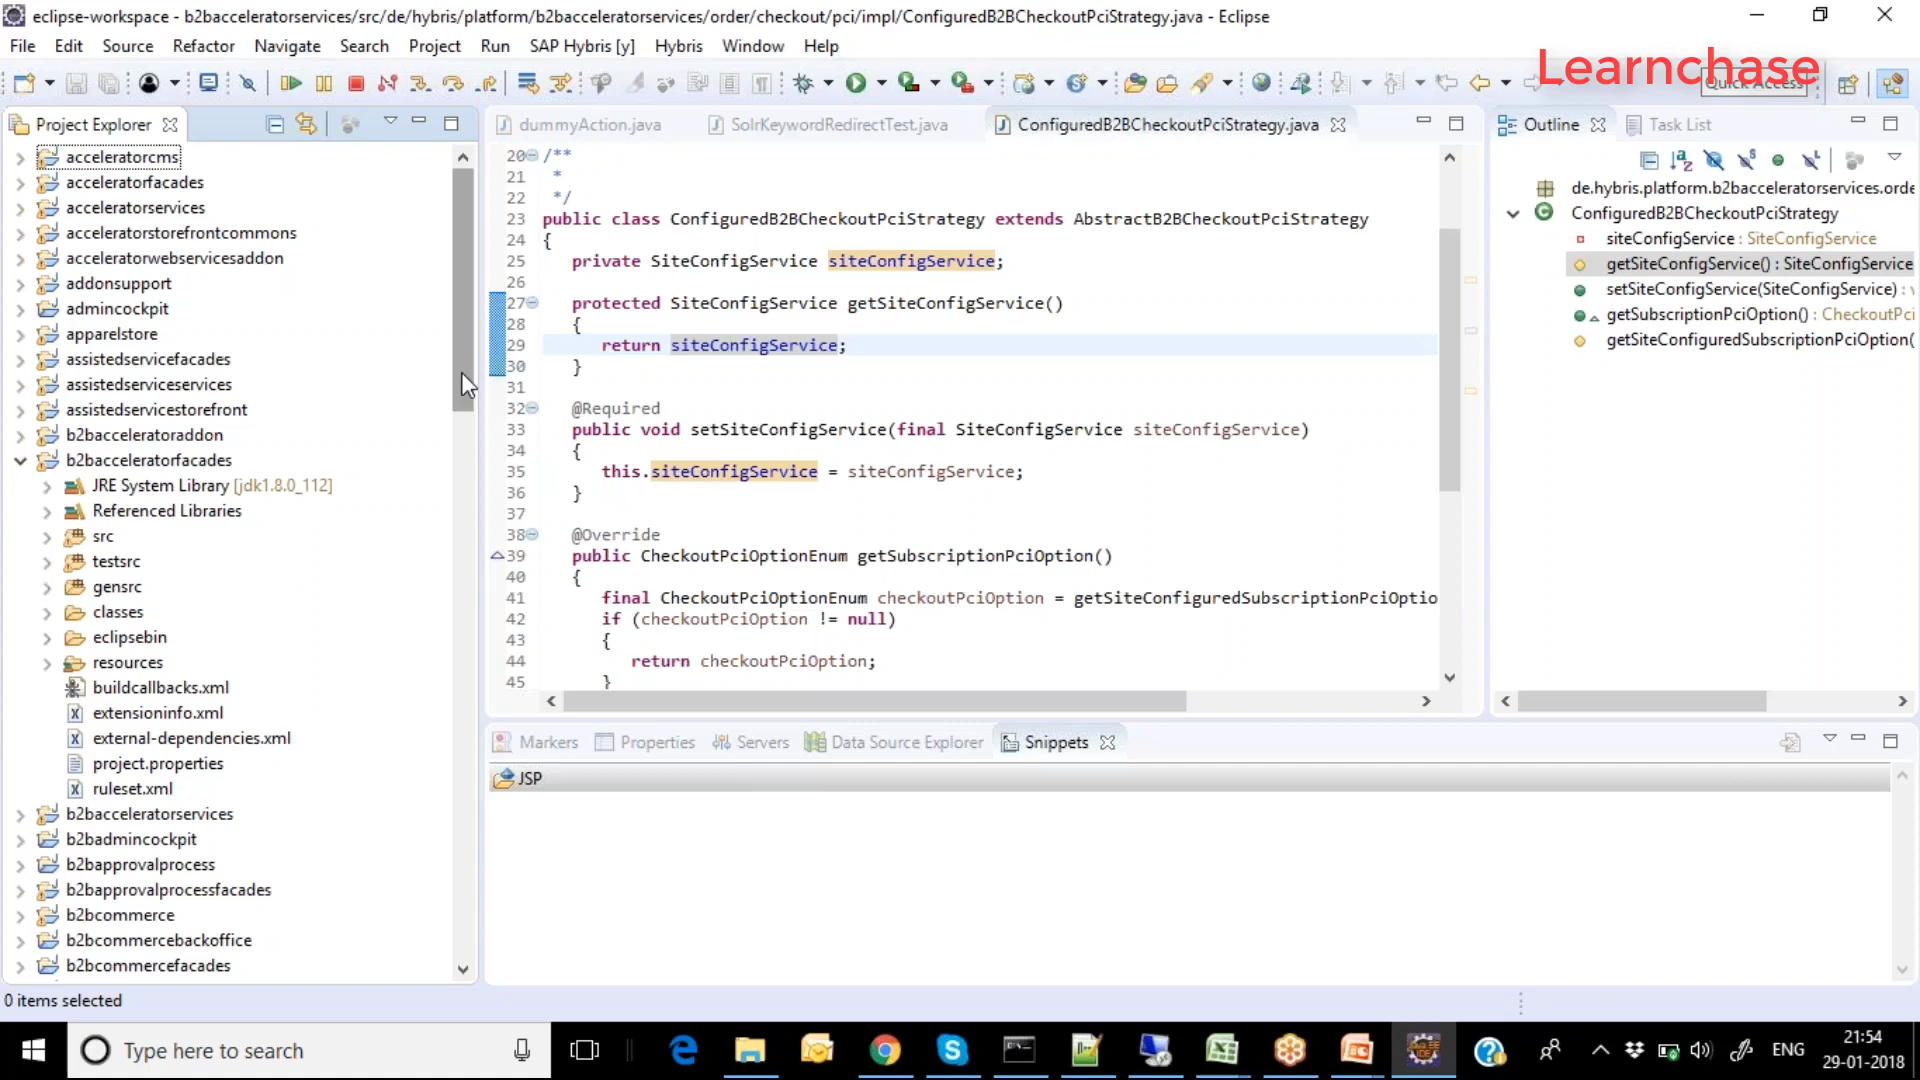 eclipse-workspace - b2bacceleratorservices/src/de/hybris/platform/b2bacceleratorservices/order/checkout/pci/impl/ConfiguredB2BCheckoutPciStrategy.java - Eclipse
File Edit Source Refactor Navigate Search Project Run SAP Hybris [y] Hybris Window Help
Learnchase
Quick Access
Project Explorer
acceleratorcms
acceleratorfacades
acceleratorservices
acceleratorstorefrontcommons
acceleratorwebservicesaddon
addonsupport
admincockpit
apparelstore
assistedservicefacades
assistedserviceservices
assistedservicestorefront
b2bacceleratoraddon
b2bacceleratorfacades
JRE System Library [jdk1.8.0_112]
Referenced Libraries
src
testsrc
gensrc
classes
eclipsebin
resources
buildcallbacks.xml
extensioninfo.xml
external-dependencies.xml
project.properties
ruleset.xml
b2bacceleratorservices
b2badmincockpit
b2bapprovalprocess
b2bapprovalprocessfacades
b2bcommerce
b2bcommercebackoffice
b2bcommercefacades
0 items selected
dummyAction.java SolrKeywordRedirectTest.java ConfiguredB2BCheckoutPciStrategy.java
20 /**
21 *
22 */
23 public class ConfiguredB2BCheckoutPciStrategy extends AbstractB2BCheckoutPciStrategy
24 {
25 private SiteConfigService siteConfigService;
26
27 protected SiteConfigService getSiteConfigService()
28 {
29 return siteConfigService;
30 }
31
32 @Required
33 public void setSiteConfigService(final SiteConfigService siteConfigService)
34 {
35 this.siteConfigService = siteConfigService;
36 }
37
38 @Override
39 public CheckoutPciOptionEnum getSubscriptionPciOption()
40 {
41 final CheckoutPciOptionEnum checkoutPciOption = getSiteConfiguredSubscriptionPciOptio
42 if (checkoutPciOption != null)
43 {
44 return checkoutPciOption;
45 }
Outline Task List
de.hybris.platform.b2bacceleratorservices.orde
ConfiguredB2BCheckoutPciStrategy
siteConfigService : SiteConfigService
getSiteConfigService() : SiteConfigService
setSiteConfigService(SiteConfigService) : v
getSubscriptionPciOption() : CheckoutPci
getSiteConfiguredSubscriptionPciOption(
Markers Properties Servers Data Source Explorer Snippets
JSP
Type here to search
ENG
21:54
29-01-2018